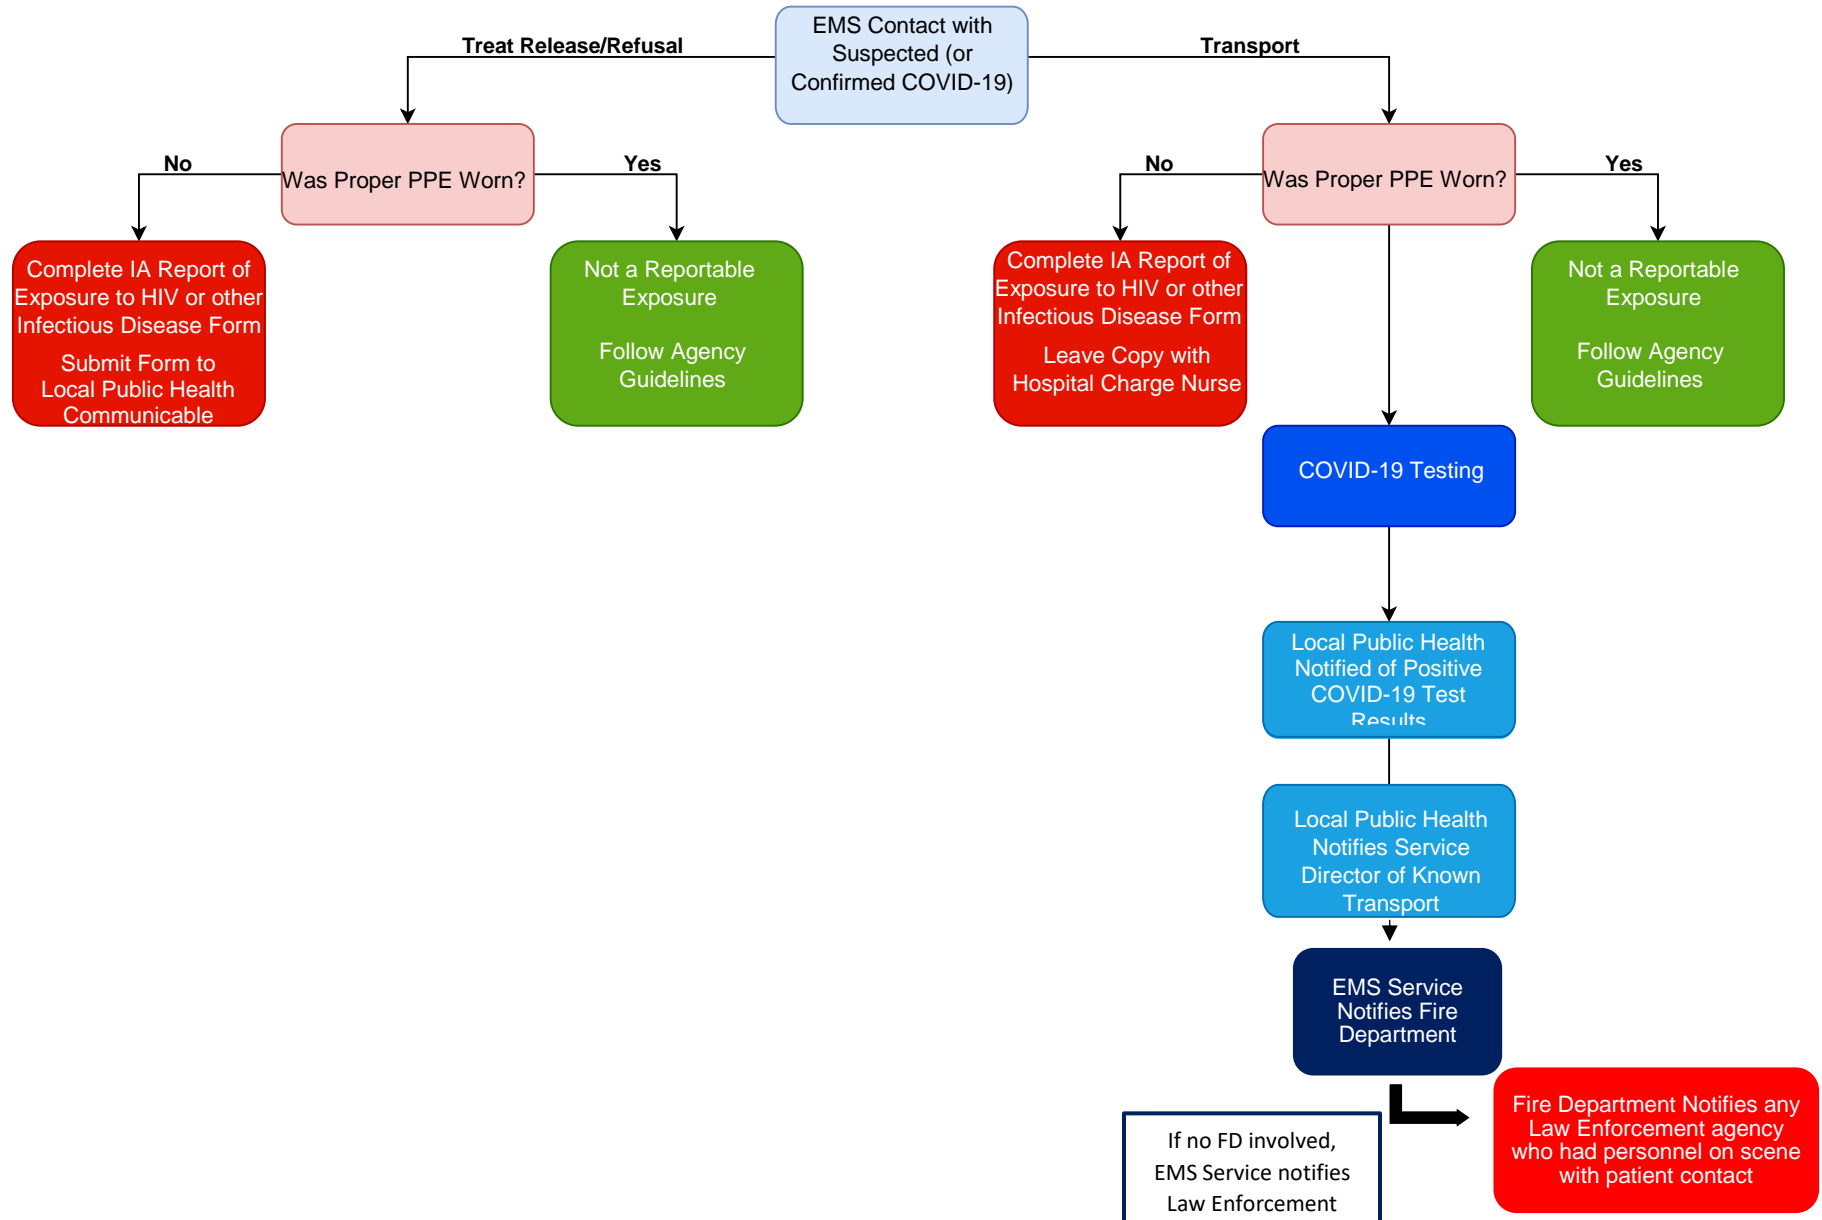 EMS Contact with
Suspected (or
Confirmed COVID-19)
Treat Release/Refusal
Transport
Was Proper PPE Worn?
No
Yes
Complete IA Report of
Exposure to HIV or other
Infectious Disease Form
Submit Form to
Local Public Health
Communicable
Not a Reportable
Exposure
Follow Agency
Guidelines
Was Proper PPE Worn?
No
Yes
Complete IA Report of
Exposure to HIV or other
Infectious Disease Form
Leave Copy with
Hospital Charge Nurse
Not a Reportable
Exposure
Follow Agency
Guidelines
COVID-19 Testing
Local Public Health
Notified of Positive
COVID-19 Test
Results
Local Public Health
Notifies Service
Director of Known
Transport
EMS Service
Notifies Fire
Department
Fire Department Notifies any
Law Enforcement agency
who had personnel on scene
with patient contact
If no FD involved,
EMS Service notifies
Law Enforcement